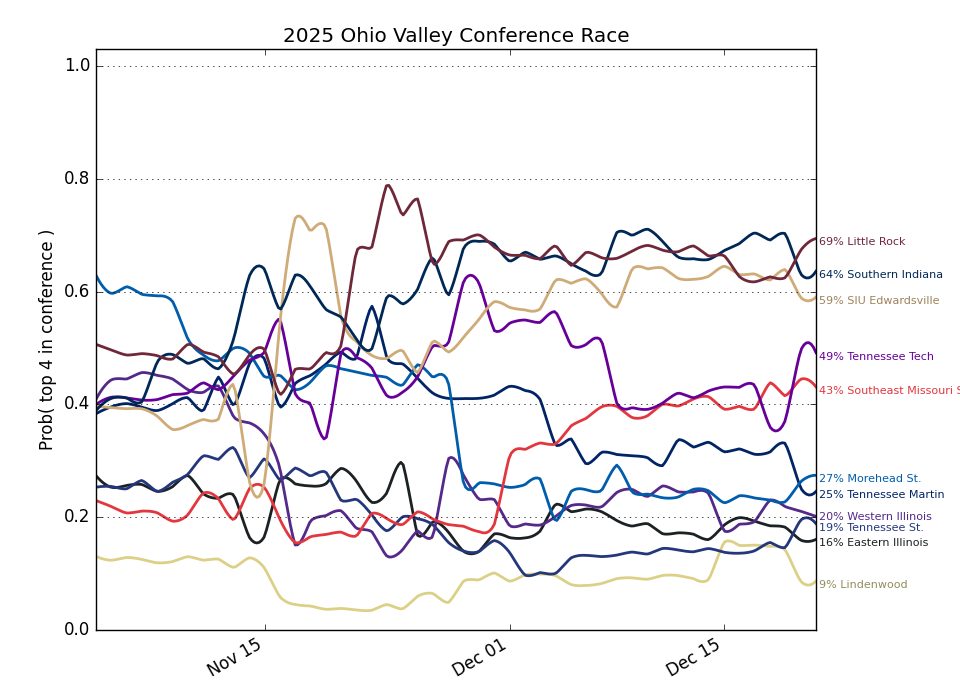 2025 Ohio Valley Conference Race
Prob( top 4 in conference )
1.0
0.8
0.6
0.4
0.2
0.0
Nov 15
Dec 01
Dec 15
69% Little Rock
64% Southern Indiana
59% SIU Edwardsville
49% Tennessee Tech
43% Southeast Missouri S
27% Morehead St.
25% Tennessee Martin
20% Western Illinois
19% Tennessee St.
16% Eastern Illinois
9% Lindenwood